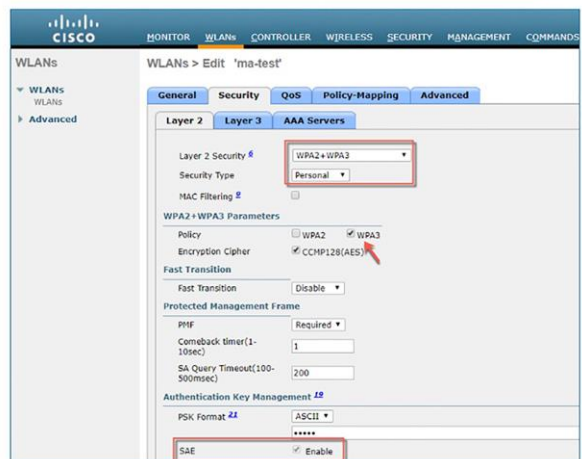 CISCO
MONITOR WLANs CONTROLLER WIRELESS SECURITY MANAGEMENT COMMANDS
WLANs
WLANs > Edit 'ma-test'
WLANs
WLANs
Advanced
General Security QoS Policy-Mapping Advanced
Layer 2 Layer 3 AAA Servers
Layer 2 Security 6 WPA2+WPA3
Security Type Personal
MAC Filtering 9
WPA2+WPA3 Parameters
Policy WPA2 WPA3
Encryption Cipher CCMP128(AES)
Fast Transition
Fast Transition Disable
Protected Management Frame
PMF Required
Comeback timer(1-10sec) 1
SA Query Timeout(100-500msec) 200
Authentication Key Management 19
PSK Format 21 ASCII
•••••
SAE Enable